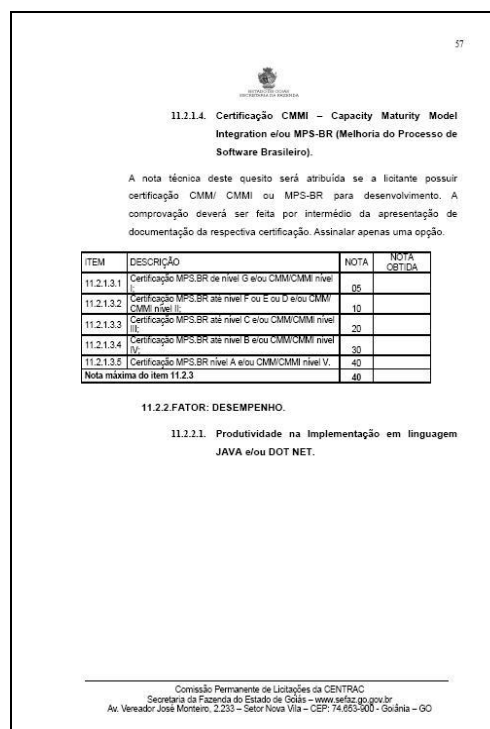 57
ESTADO DE GOIÁS
SECRETARIA DA FAZENDA
11.2.1.4. Certificação CMMI – Capacity Maturity Model
Integration e/ou MPS-BR (Melhoria do Processo de
Software Brasileiro).
A nota técnica deste quesito será atribuída se a licitante possuir
certificação CMM/ CMMI ou MPS-BR para desenvolvimento. A
comprovação deverá ser feita por intermédio da apresentação de
documentação da respectiva certificação. Assinalar apenas uma opção.
ITEM DESCRIÇÃO NOTA NOTA OBTIDA
11.2.1.3.1 Certificação MPS.BR de nível G e/ou CMM/CMMI nível
I; 05
11.2.1.3.2 Certificação MPS.BR até nível F ou E ou D e/ou CMM/
CMMI nível II; 10
11.2.1.3.3 Certificação MPS.BR até nível C e/ou CMM/CMMI nível
III; 20
11.2.1.3.4 Certificação MPS.BR até nível B e/ou CMM/CMMI nível
IV; 30
11.2.1.3.5 Certificação MPS.BR nível A e/ou CMM/CMMI nível V. 40
Nota máxima do item 11.2.3 40
11.2.2.FATOR: DESEMPENHO.
11.2.2.1. Produtividade na Implementação em linguagem
JAVA e/ou DOT NET.
Comissão Permanente de Licitações da CENTRAC
Secretaria da Fazenda do Estado de Goiás – www.sefaz.go.gov.br
Av. Vereador José Monteiro, 2.233 – Setor Nova Vila – CEP: 74.653-900 - Goiânia – GO